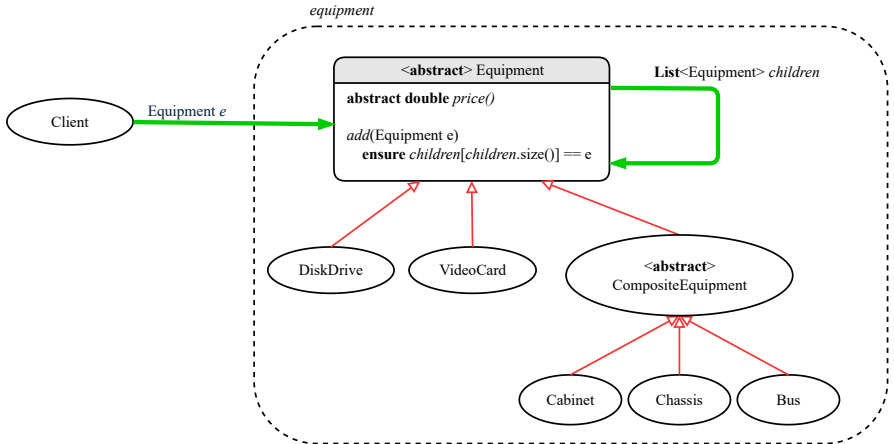 equipment
<abstract> Equipment
List<Equipment> children
abstract double price()
Equipment e
Client
add(Equipment e)
ensure children[children.size()] == e
DiskDrive
VideoCard
<abstract>
CompositeEquipment
Cabinet
Chassis
Bus